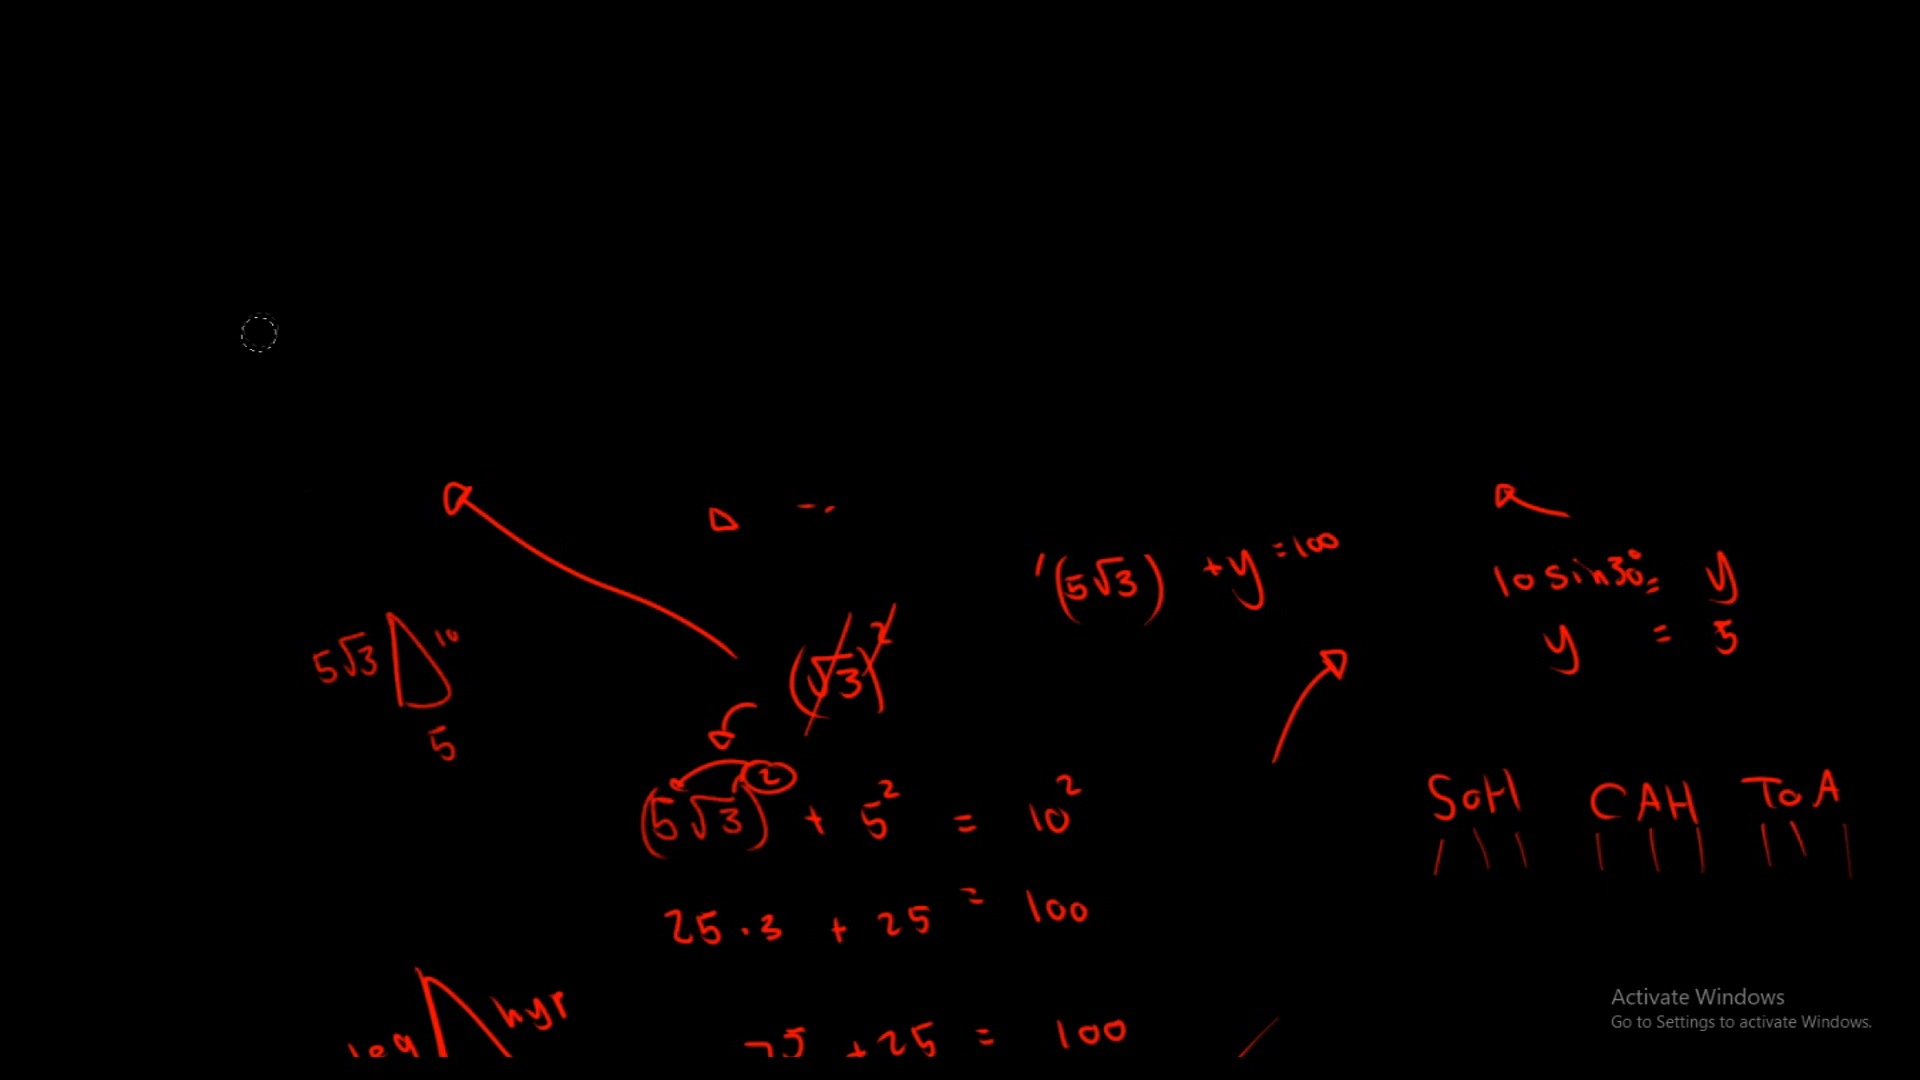 '(5√3) + y = 100
10 sin 30° = y
y = 5
5√3
10
5
(√3)²
(5√3)² + 5² = 10²
SOH CAH TOA
25 · 3 + 25 = 100
hyp
leg
75 + 25 = 100
Activate Windows
Go to Settings to activate Windows.